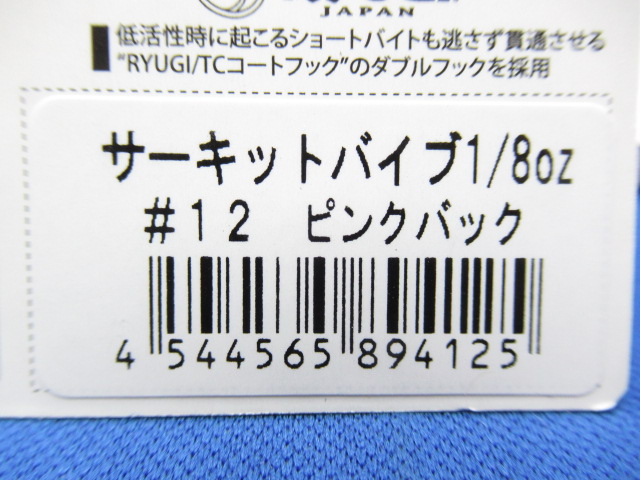 JAPAN
低活性時に起こるショートバイトも逃さず貫通させる
"RYUGI/TCコートフック"のダブルフックを採用
サーキットバイブ1/8oz
#12 ピンクバック
4 544565 894125